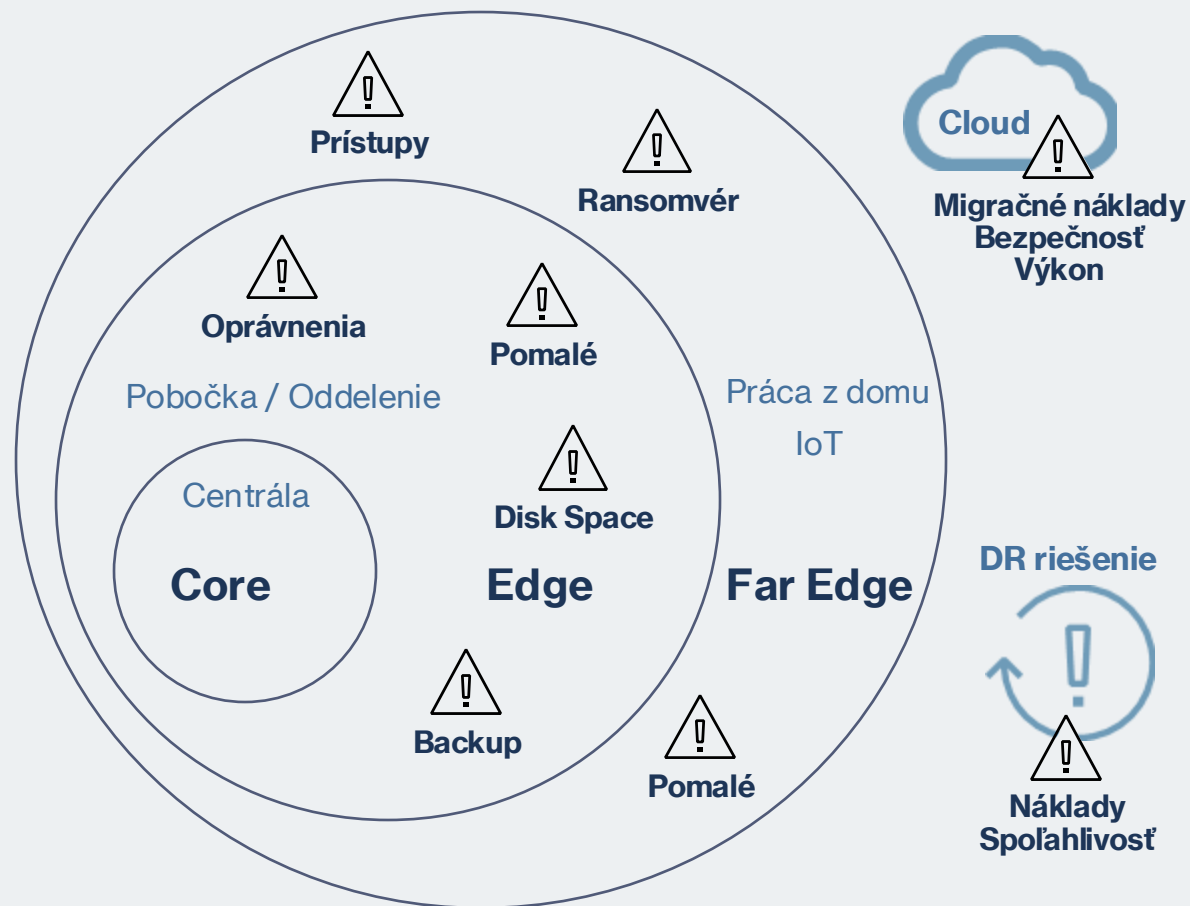 Prístupy
Ransomvér
Cloud
Migračné náklady
Bezpečnosť
Výkon
Oprávnenia
Pomalé
Pobočka / Oddelenie
Práca z domu
IoT
Centrála
Disk Space
Core
Edge
Far Edge
DR riešenie
Backup
Pomalé
Náklady
Spoľahlivosť